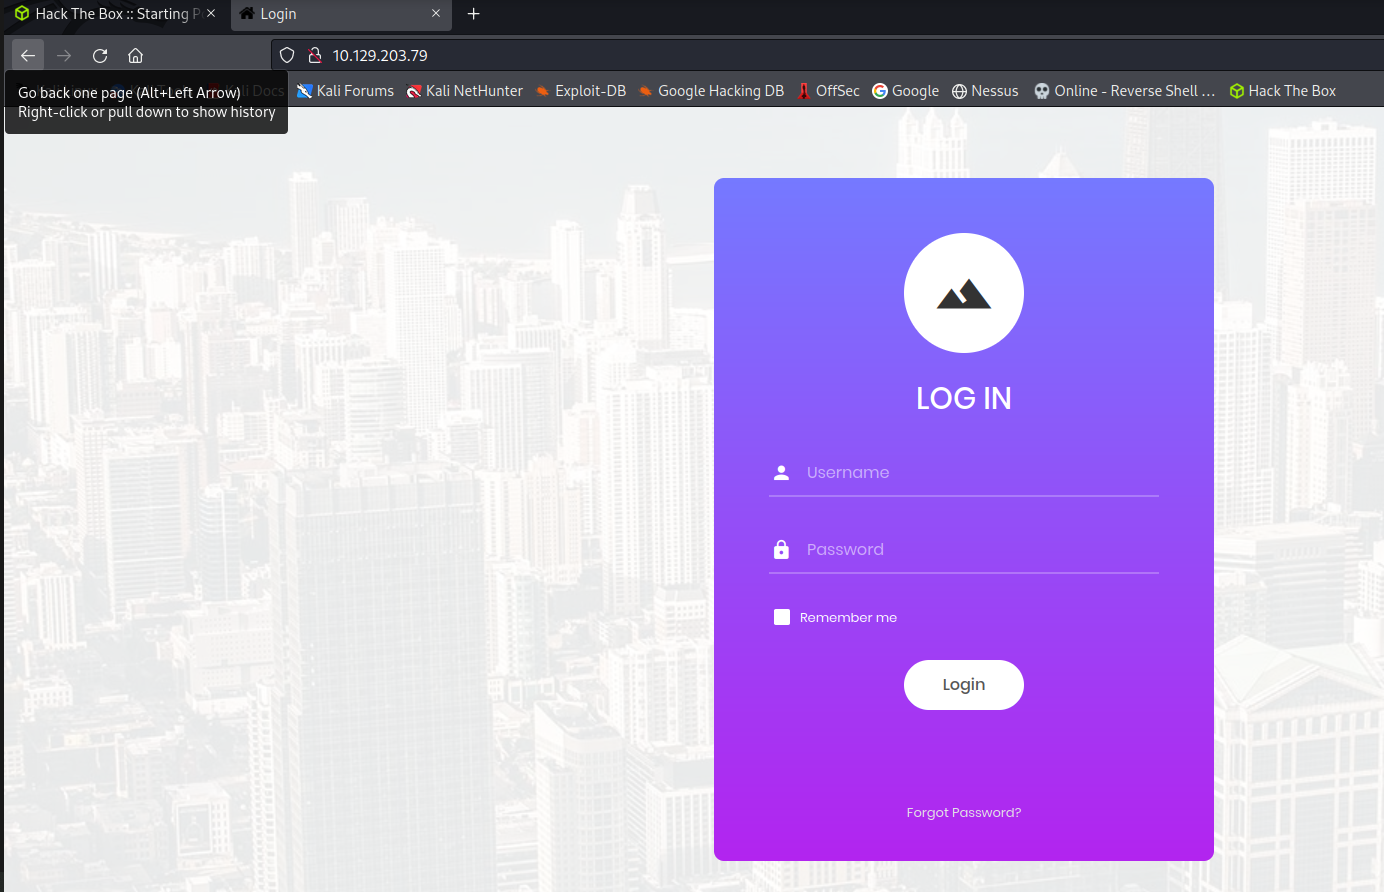 Hack The Box :: Starting P
Login
10.129.203.79
Go back one page (Alt+Left Arrow)
Right-click or pull down to show history
Kali Forums
Kali NetHunter
Exploit-DB
Google Hacking DB
OffSec
Google
Nessus
Online - Reverse Shell …
Hack The Box
LOG IN
Username
Password
Remember me
Login
Forgot Password?